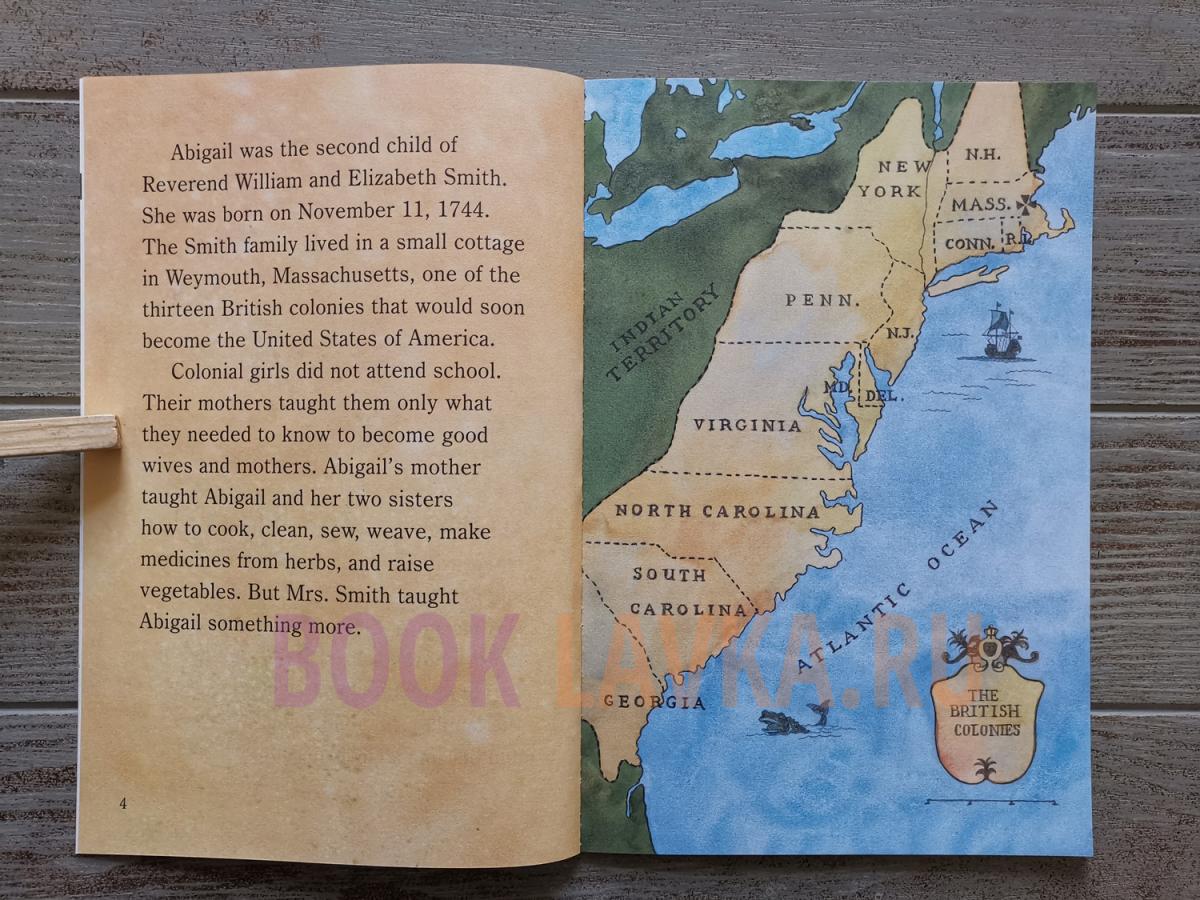 Abigail was the second child of
Reverend William and Elizabeth Smith.
She was born on November 11, 1744.
The Smith family lived in a small cottage
in Weymouth, Massachusetts, one of the
thirteen British colonies that would soon
become the United States of America.
Colonial girls did not attend school.
Their mothers taught them only what
they needed to know to become good
wives and mothers. Abigail's mother
taught Abigail and her two sisters
how to cook, clean, sew, weave, make
medicines from herbs, and raise
vegetables. But Mrs. Smith taught
Abigail something more.
4
NEW
YORK
N.H.
MASS.
CONN.
R.I.
PENN.
N.J.
INDIAN
TERRITORY
MD.
DEL.
VIRGINIA
NORTH CAROLINA
SOUTH
CAROLINA
GEORGIA
ATLANTIC OCEAN
THE
BRITISH
COLONIES
BOOK LAVKA.RU